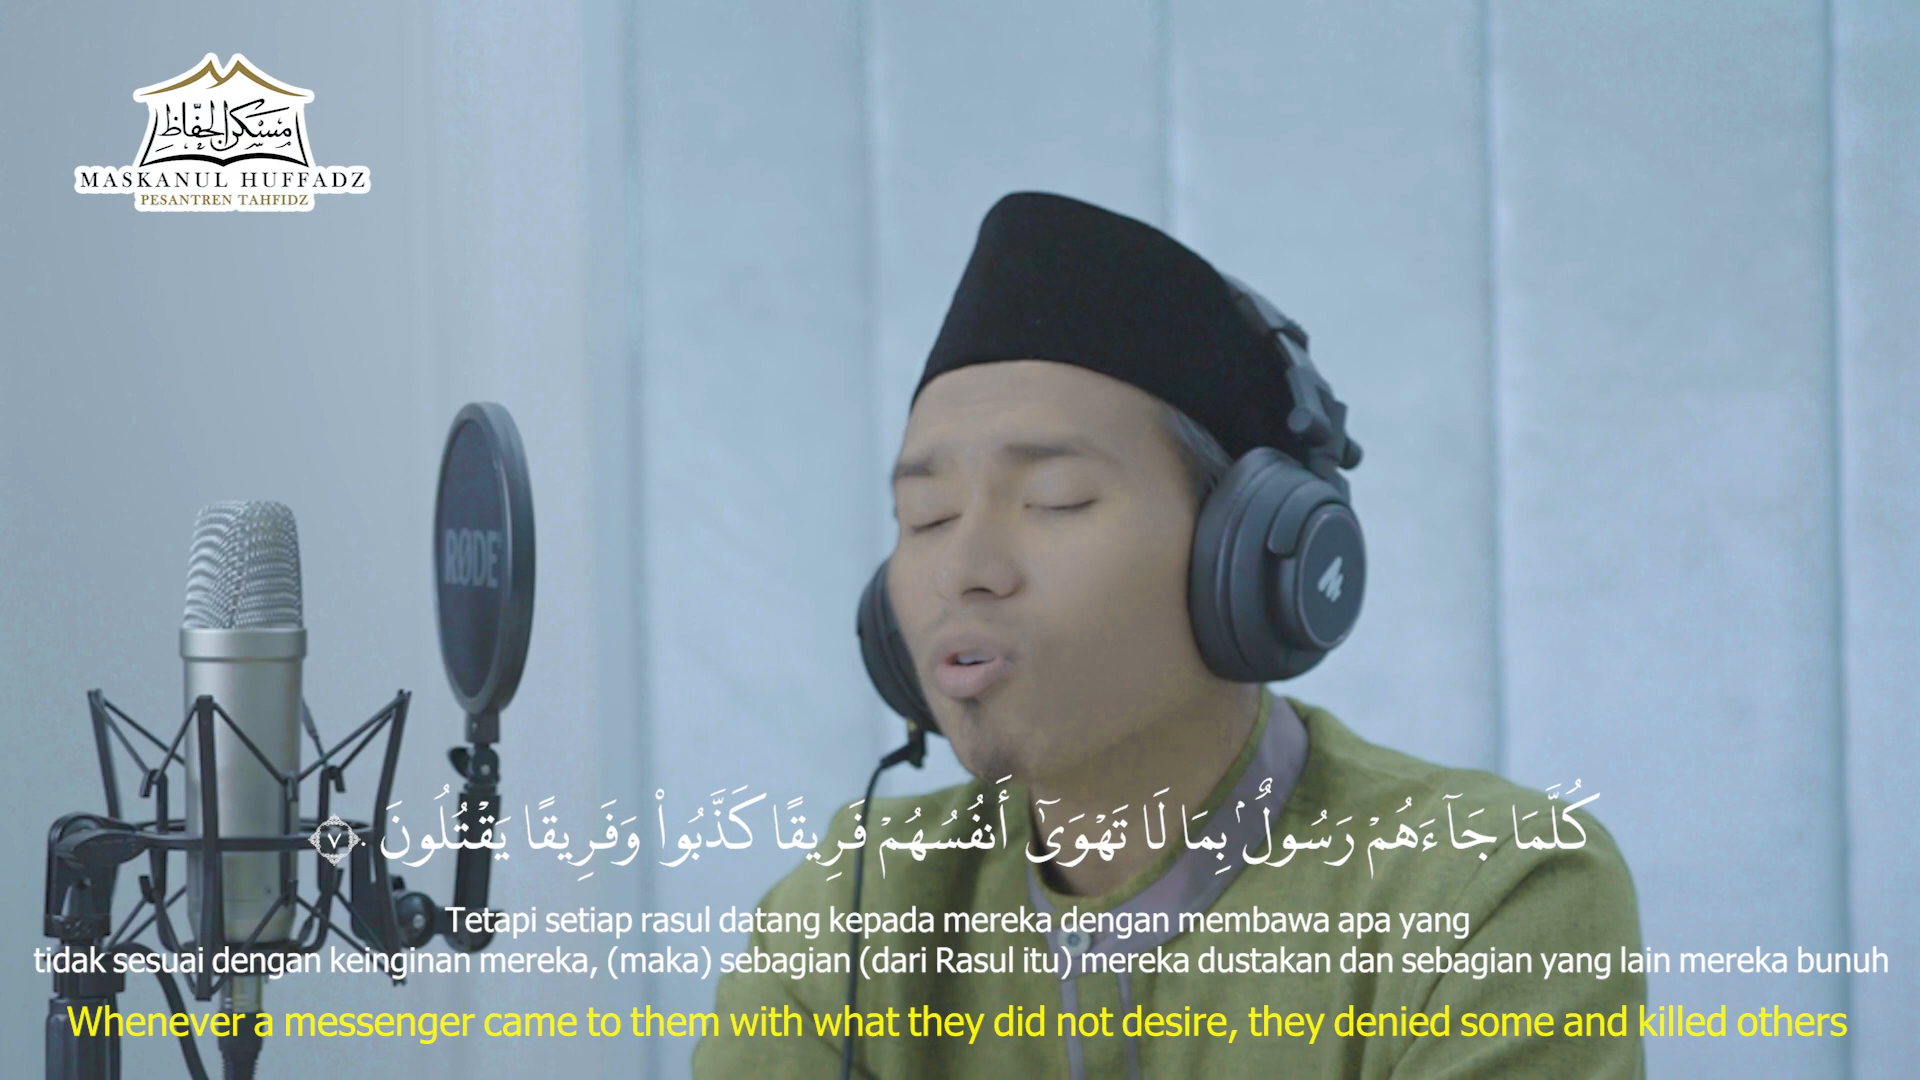 مسكن الحفاظ
MASKANUL HUFFADZ
PESANTREN TAHFIDZ
RØDE
كُلَّمَا جَآءَهُمْ رَسُولٌۢ بِمَا لَا تَهْوَىٰٓ أَنفُسُهُمْ فَرِيقًا كَذَّبُوا۟ وَفَرِيقًا يَقْتُلُونَ ٧٠
Tetapi setiap rasul datang kepada mereka dengan membawa apa yang
tidak sesuai dengan keinginan mereka, (maka) sebagian (dari Rasul itu) mereka dustakan dan sebagian yang lain mereka bunuh
Whenever a messenger came to them with what they did not desire, they denied some and killed others